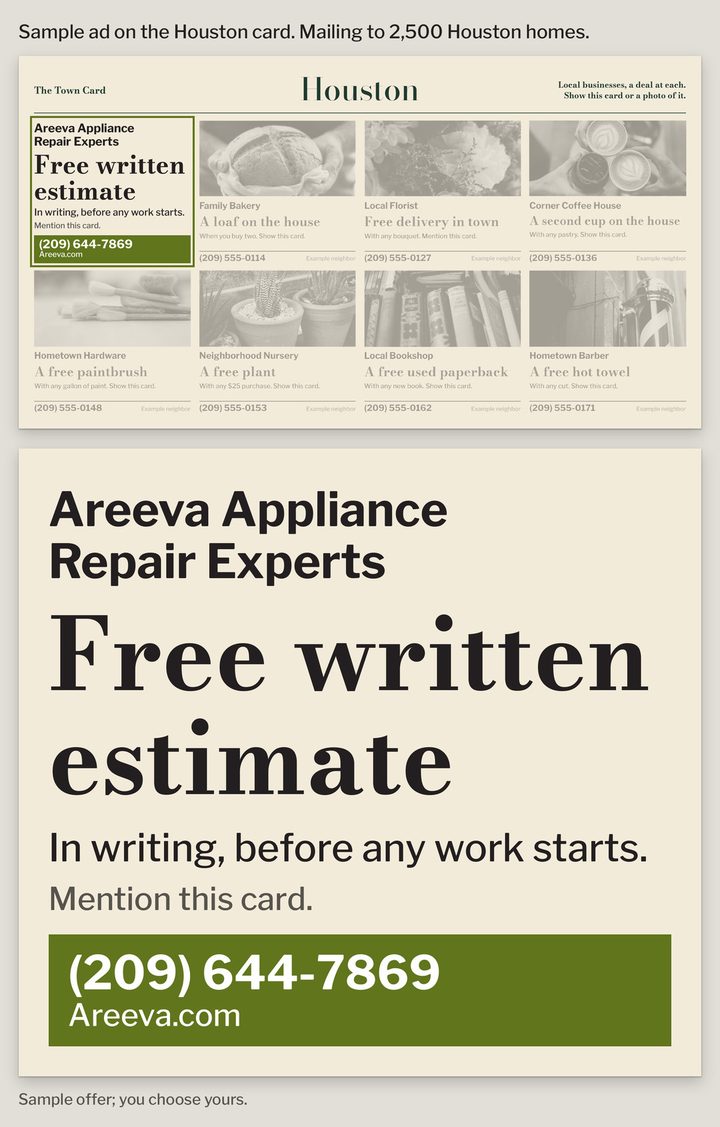 Sample ad on the Houston card. Mailing to 2,500 Houston homes.
The Town Card
Houston
Local businesses, a deal at each.
Show this card or a photo of it.
Areeva Appliance
Repair Experts
Free written
estimate
In writing, before any work starts.
Mention this card.
(209) 644-7869
Areeva.com
Family Bakery
A loaf on the house
When you buy two. Show this card.
(209) 555-0114
Example neighbor
Local Florist
Free delivery in town
With any bouquet. Mention this card.
(209) 555-0127
Example neighbor
Corner Coffee House
A second cup on the house
With any pastry. Show this card.
(209) 555-0136
Example neighbor
Hometown Hardware
A free paintbrush
With any gallon of paint. Show this card.
(209) 555-0148
Example neighbor
Neighborhood Nursery
A free plant
With any $25 purchase. Show this card.
(209) 555-0153
Example neighbor
Local Bookshop
A free used paperback
With any new book. Show this card.
(209) 555-0162
Example neighbor
Hometown Barber
A free hot towel
With any cut. Show this card.
(209) 555-0171
Example neighbor
Areeva Appliance
Repair Experts
Free written
estimate
In writing, before any work starts.
Mention this card.
(209) 644-7869
Areeva.com
Sample offer; you choose yours.